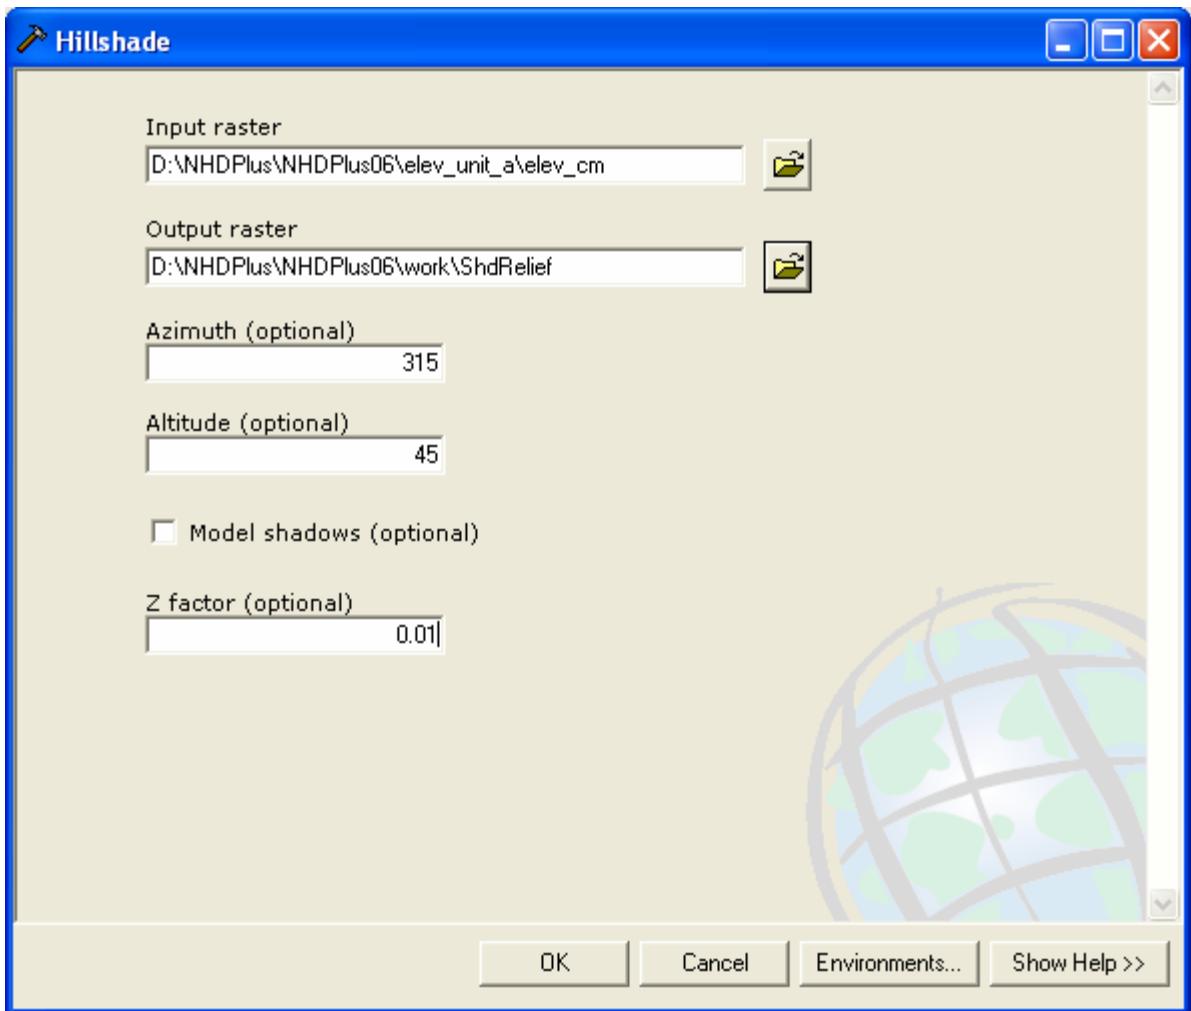 Hillshade
Input raster
D:\NHDPlus\NHDPlus06\elev_unit_a\elev_cm
Output raster
D:\NHDPlus\NHDPlus06\work\ShdRelief
Azimuth (optional)
315
Altitude (optional)
45
Model shadows (optional)
Z factor (optional)
0.01
OK Cancel Environments... Show Help >>